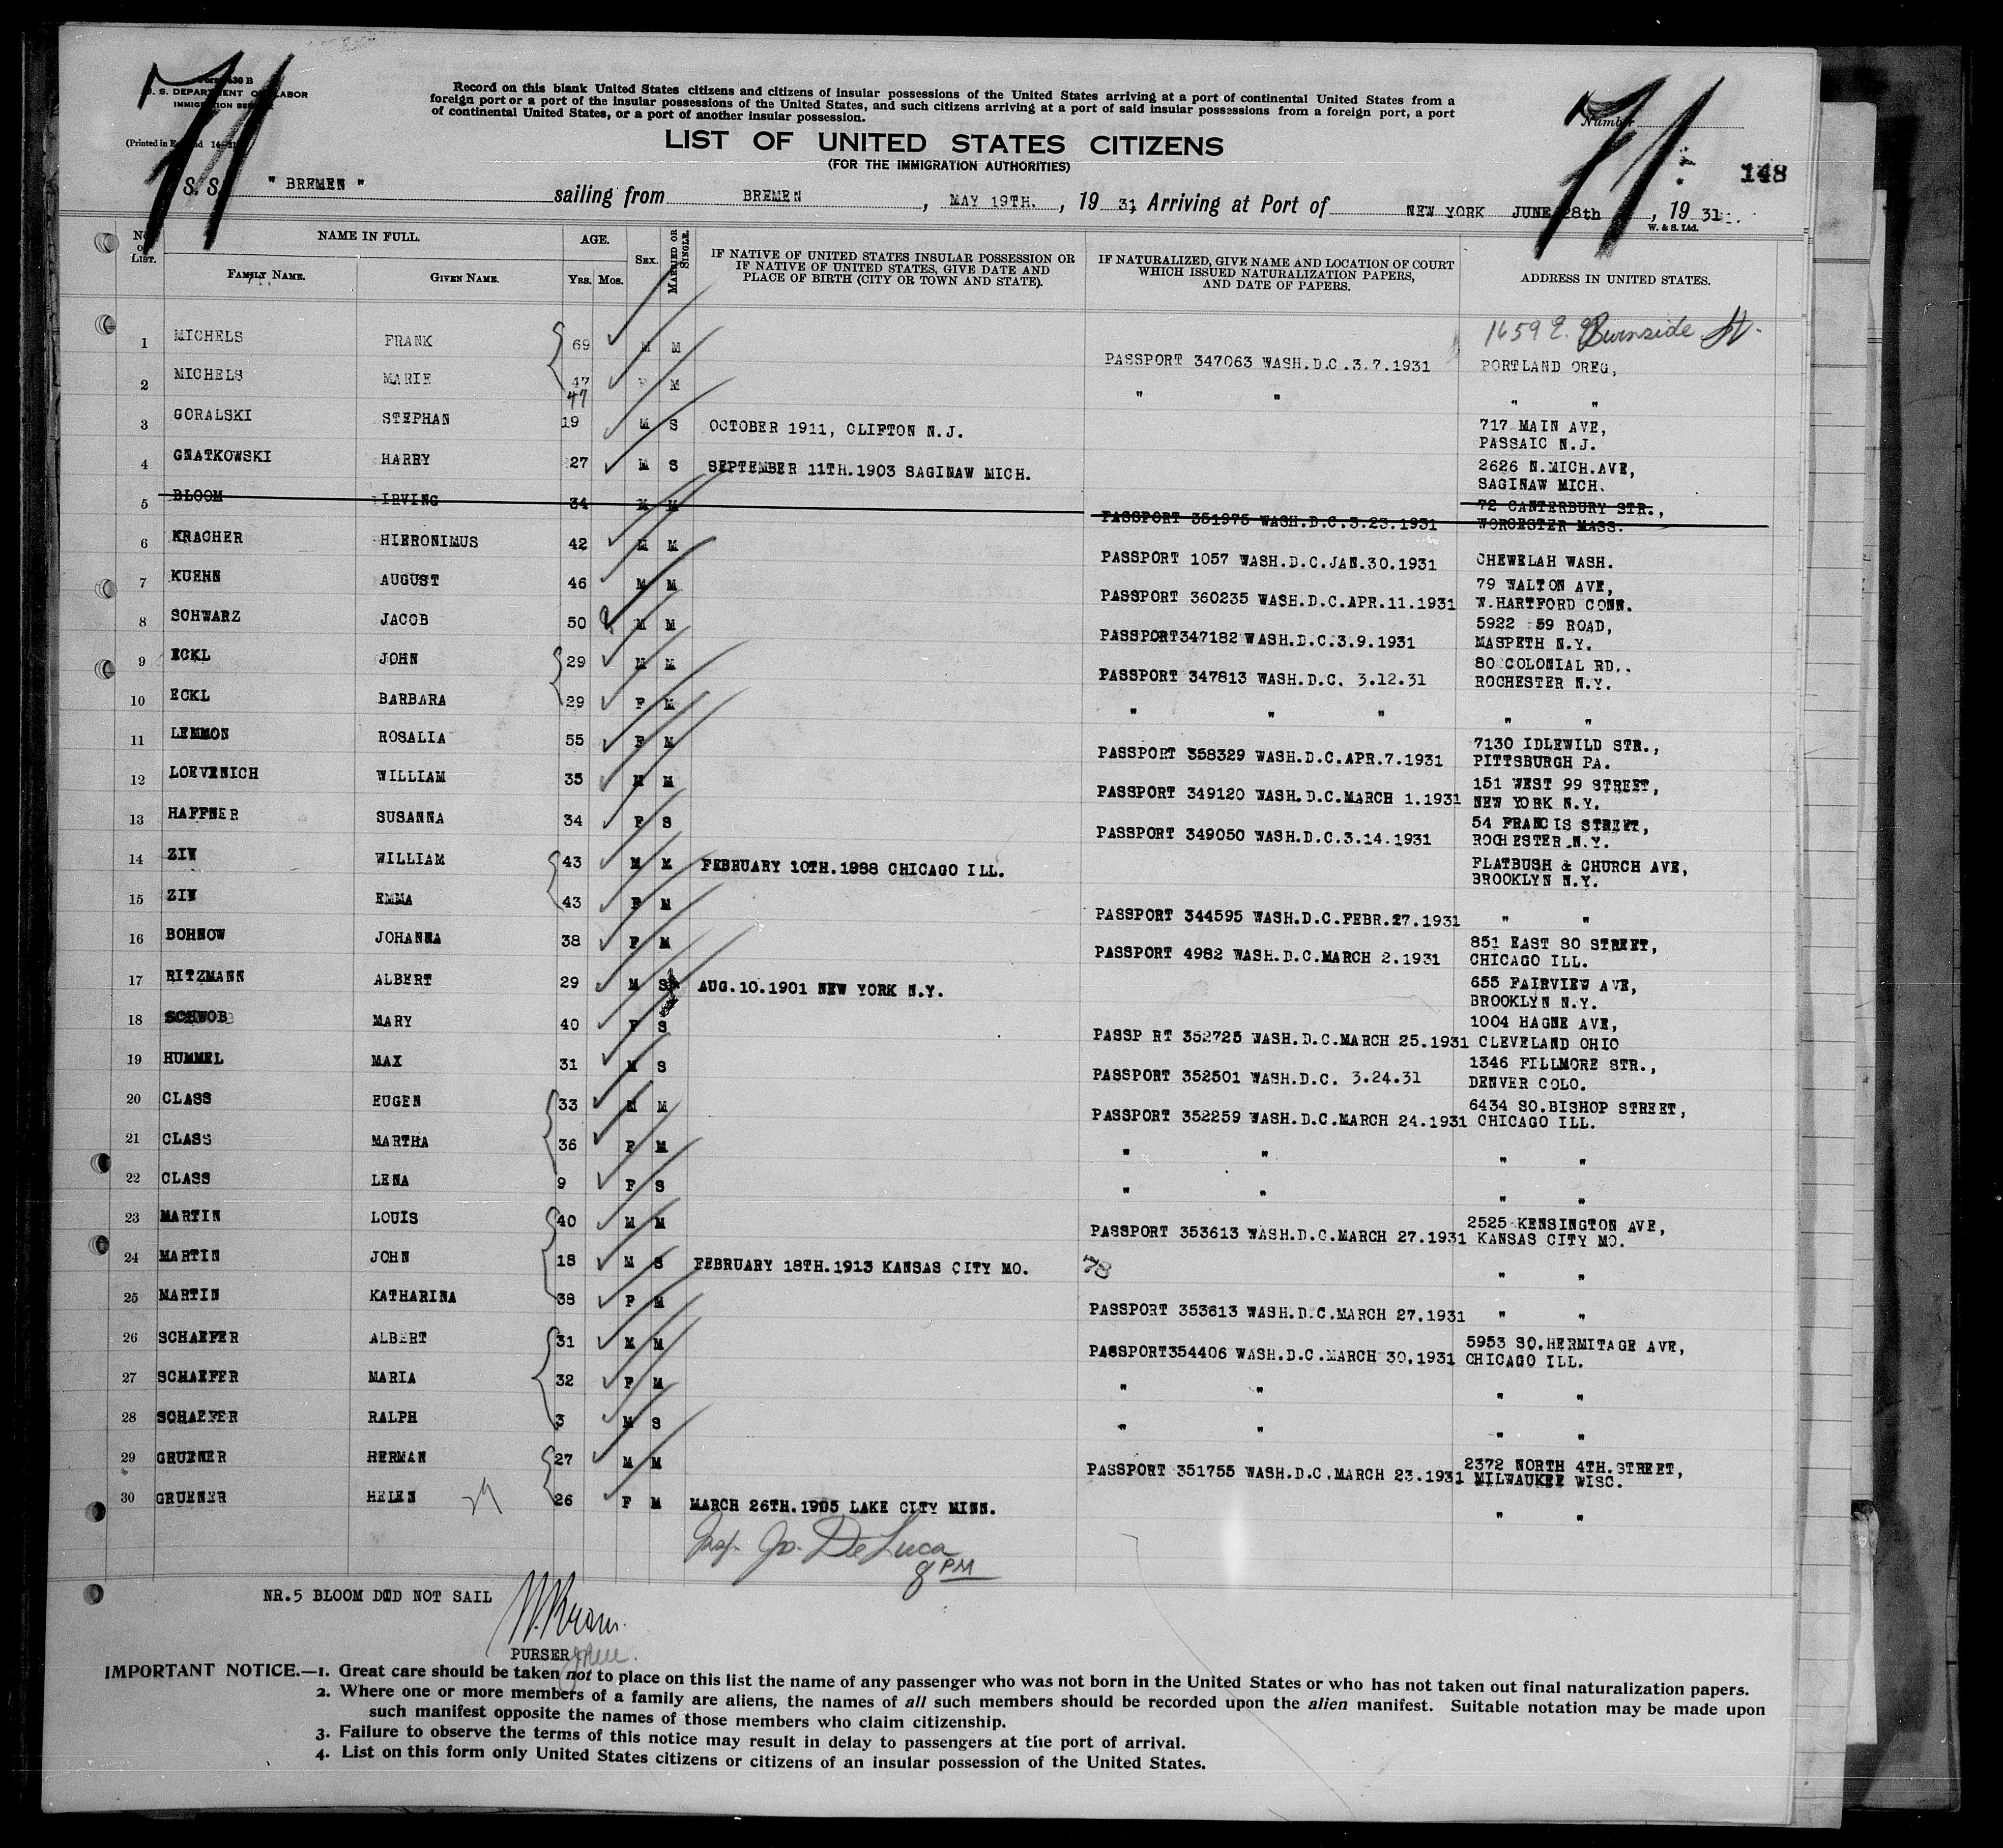 71
71
Form 630 B
U. S. DEPARTMENT OF LABOR
IMMIGRATION SERVICE
(Printed in England 14-21
Record on this blank United States citizens and citizens of insular possessions of the United States arriving at a port of continental United States from a
foreign port or a port of the insular possessions of the United States, and such citizens arriving at a port of said insular possessions from a foreign port, a port
of continental United States, or a port of another insular possession.
Number
LIST OF UNITED STATES CITIZENS
(FOR THE IMMIGRATION AUTHORITIES)
148
S. S. " BREMEN " sailing from BREMEN, MAY 19TH., 19 31, Arriving at Port of NEW YORK JUNE 28th, 19 31.
W. & S. Ltd.
No. on List. NAME IN FULL. Family Name. Given Name. AGE. Yrs. Mos. Sex. Married or Single. IF NATIVE OF UNITED STATES INSULAR POSSESSION OR IF NATIVE OF UNITED STATES, GIVE DATE AND PLACE OF BIRTH (CITY OR TOWN AND STATE). IF NATURALIZED, GIVE NAME AND LOCATION OF COURT WHICH ISSUED NATURALIZATION PAPERS, AND DATE OF PAPERS. ADDRESS IN UNITED STATES.
1659 E. Burnside St.
1 MICHELS FRANK 69 M M PASSPORT 347063 WASH.D.C.3.7.1931 PORTLAND OREG,
2 MICHELS MARIE 47 47 F M " " " "
3 GORALSKI STEPHAN 19 M S OCTOBER 1911, CLIFTON N.J. 717 MAIN AVE,
PASSAIC N.J.
4 GNATKOWSKI HARRY 27 M S SEPTEMBER 11TH.1903 SAGINAW MICH. 2626 N.MICH.AVE,
SAGINAW MICH.
5 BLOOM IRVING 34 M M PASSPORT 351975 WASH.D.C.3.23.1931 72 CANTERBURY STR.,
WORCESTER MASS.
6 KRACHER HIERONIMUS 42 M M PASSPORT 1057 WASH.D.C.JAN.30.1931 CHEWELAH WASH.
7 KUEHN AUGUST 46 M M PASSPORT 360235 WASH.D.C.APR.11.1931 79 WALTON AVE,
W.HARTFORD CONN.
8 SCHWARZ JACOB 50 M M PASSPORT347182 WASH.D.C.3.9.1931 5922 59 ROAD,
MASPETH N.Y.
9 ECKL JOHN 29 M M PASSPORT 347813 WASH.D.C. 3.12.31 80 COLONIAL RD..
ROCHESTER N.Y.
10 ECKL BARBARA 29 F M " " " " "
11 LEMMON ROSALIA 55 F M PASSPORT 358329 WASH.D.C.APR.7.1931 7130 IDLEWILD STR.,
PITTSBURGH PA.
12 LOEVENICH WILLIAM 35 M M PASSPORT 349120 WASH.D.C.MARCH 1.1931 151 WEST 99 STREET,
NEW YORK N.Y.
13 HAFFNER SUSANNA 34 F S PASSPORT 349050 WASH.D.C.3.14.1931 54 FRANCIS STREET,
ROCHESTER N.Y.
14 ZIN WILLIAM 43 M M FEBRUARY 10TH.1988 CHICAGO ILL. FLATBUSH & CHURCH AVE,
BROOKLYN N.Y.
15 ZIN EMMA 43 F M PASSPORT 344595 WASH.D.C.FEBR.27.1931 " "
16 BOHNOW JOHANNA 38 F M PASSPORT 4982 WASH.D.C.MARCH 2.1931 851 EAST 80 STREET,
CHICAGO ILL.
17 RITZMANN ALBERT 29 M S AUG.10.1901 NEW YORK N.Y. 655 FAIRVIEW AVE,
BROOKLYN N.Y.
18 SCHWOB MARY 40 F S PASSP RT 352725 WASH.D.C.MARCH 25.1931 1004 HAGNE AVE,
CLEVELAND OHIO
19 HUMMEL MAX 31 M S PASSPORT 352501 WASH.D.C. 3.24.31 1346 FILLMORE STR.,
DENVER COLO.
20 CLASS EUGEN 33 M M PASSPORT 352259 WASH.D.C.MARCH 24.1931 6434 SO.BISHOP STREET,
CHICAGO ILL.
21 CLASS MARTHA 36 F M " " " "
22 CLASS LENA 9 F S " " " "
23 MARTIN LOUIS 40 M M PASSPORT 353613 WASH.D.C.MARCH 27.1931 2525 KENSINGTON AVE,
KANSAS CITY MO.
24 MARTIN JOHN 18 M S FEBRUARY 18TH.1913 KANSAS CITY MO. 78 " "
25 MARTIN KATHARINA 38 F M PASSPORT 353613 WASH.D.C.MARCH 27.1931 " "
26 SCHAEFER ALBERT 31 M M PASSPORT354406 WASH.D.C.MARCH 30.1931 5953 SO.HERMITAGE AVE,
CHICAGO ILL.
27 SCHAEFER MARIA 32 F M " " " "
28 SCHAEFER RALPH 3 M S " " " "
29 GRUENER HERMAN 27 M M PASSPORT 351755 WASH.D.C.MARCH 23.1931 2372 NORTH 4TH.STREET,
MILWAUKEE WISC.
30 GRUENER HELEN 29 26 F M MARCH 26TH.1905 LAKE CITY MINN. " "
Insp. Jo. De Luca
8 PM
NR.5 BLOOM DID NOT SAIL
PURSER
IMPORTANT NOTICE.—1. Great care should be taken not to place on this list the name of any passenger who was not born in the United States or who has not taken out final naturalization papers.
2. Where one or more members of a family are aliens, the names of all such members should be recorded upon the alien manifest. Suitable notation may be made upon
such manifest opposite the names of those members who claim citizenship.
3. Failure to observe the terms of this notice may result in delay to passengers at the port of arrival.
4. List on this form only United States citizens or citizens of an insular possession of the United States.